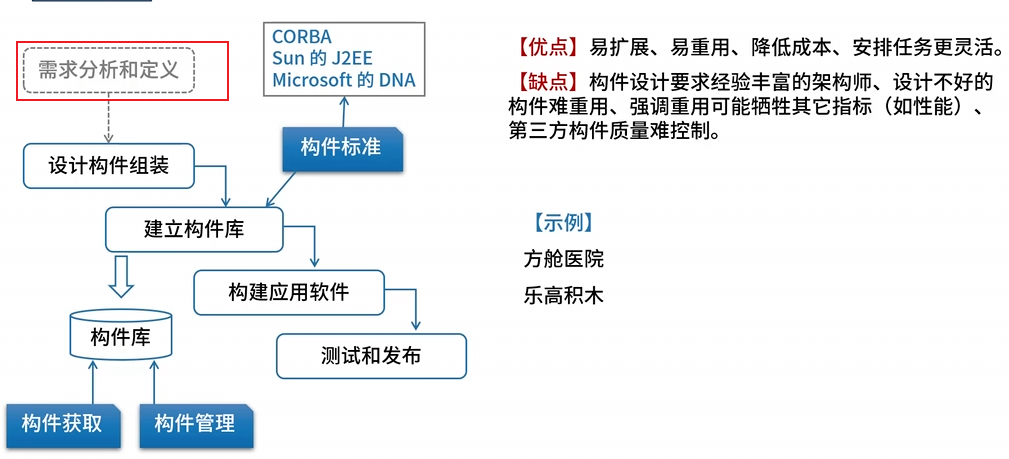 需求分析和定义
CORBA
Sun 的 J2EE
Microsoft 的 DNA
构件标准
设计构件组装
建立构件库
构建应用软件
构件库
测试和发布
构件获取
构件管理
【优点】易扩展、易重用、降低成本、安排任务更灵活。
【缺点】构件设计要求经验丰富的架构师、设计不好的
构件难重用、强调重用可能牺牲其它指标（如性能）、
第三方构件质量难控制。
【示例】
方舱医院
乐高积木